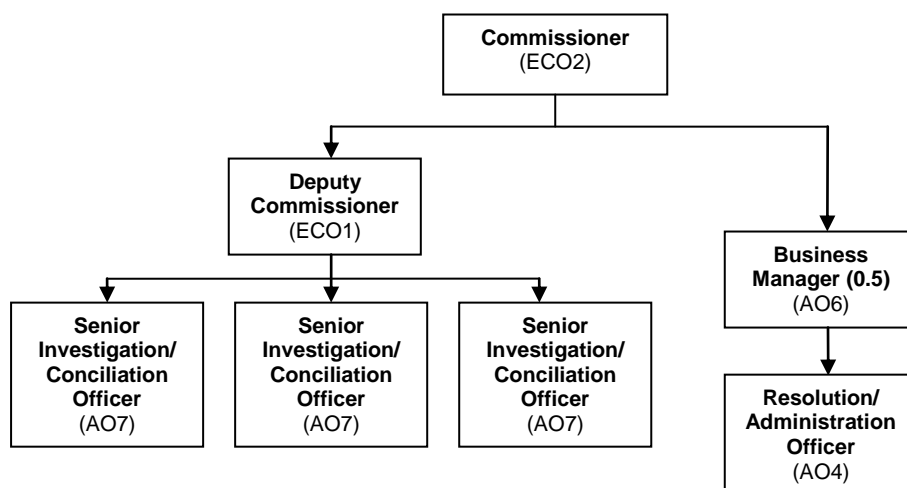 Commissioner
(ECO2)
Deputy
Commissioner
(ECO1)
Business
Manager (0.5)
(AO6)
Senior
Investigation/
Conciliation
Officer
(AO7)
Senior
Investigation/
Conciliation
Officer
(AO7)
Senior
Investigation/
Conciliation
Officer
(AO7)
Resolution/
Administration
Officer
(AO4)